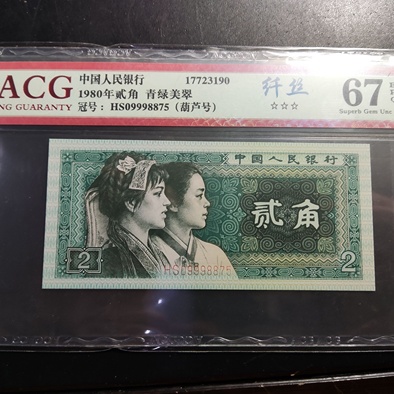 ACG
NG GUARANTY
中国人民银行 17723190
1980年贰角 青绿美翠
冠号：HS09998875（葫芦号）
纤丝
☆☆☆
67
Superb Gem Unc
中国人民银行
贰角
HS09998875
2 2